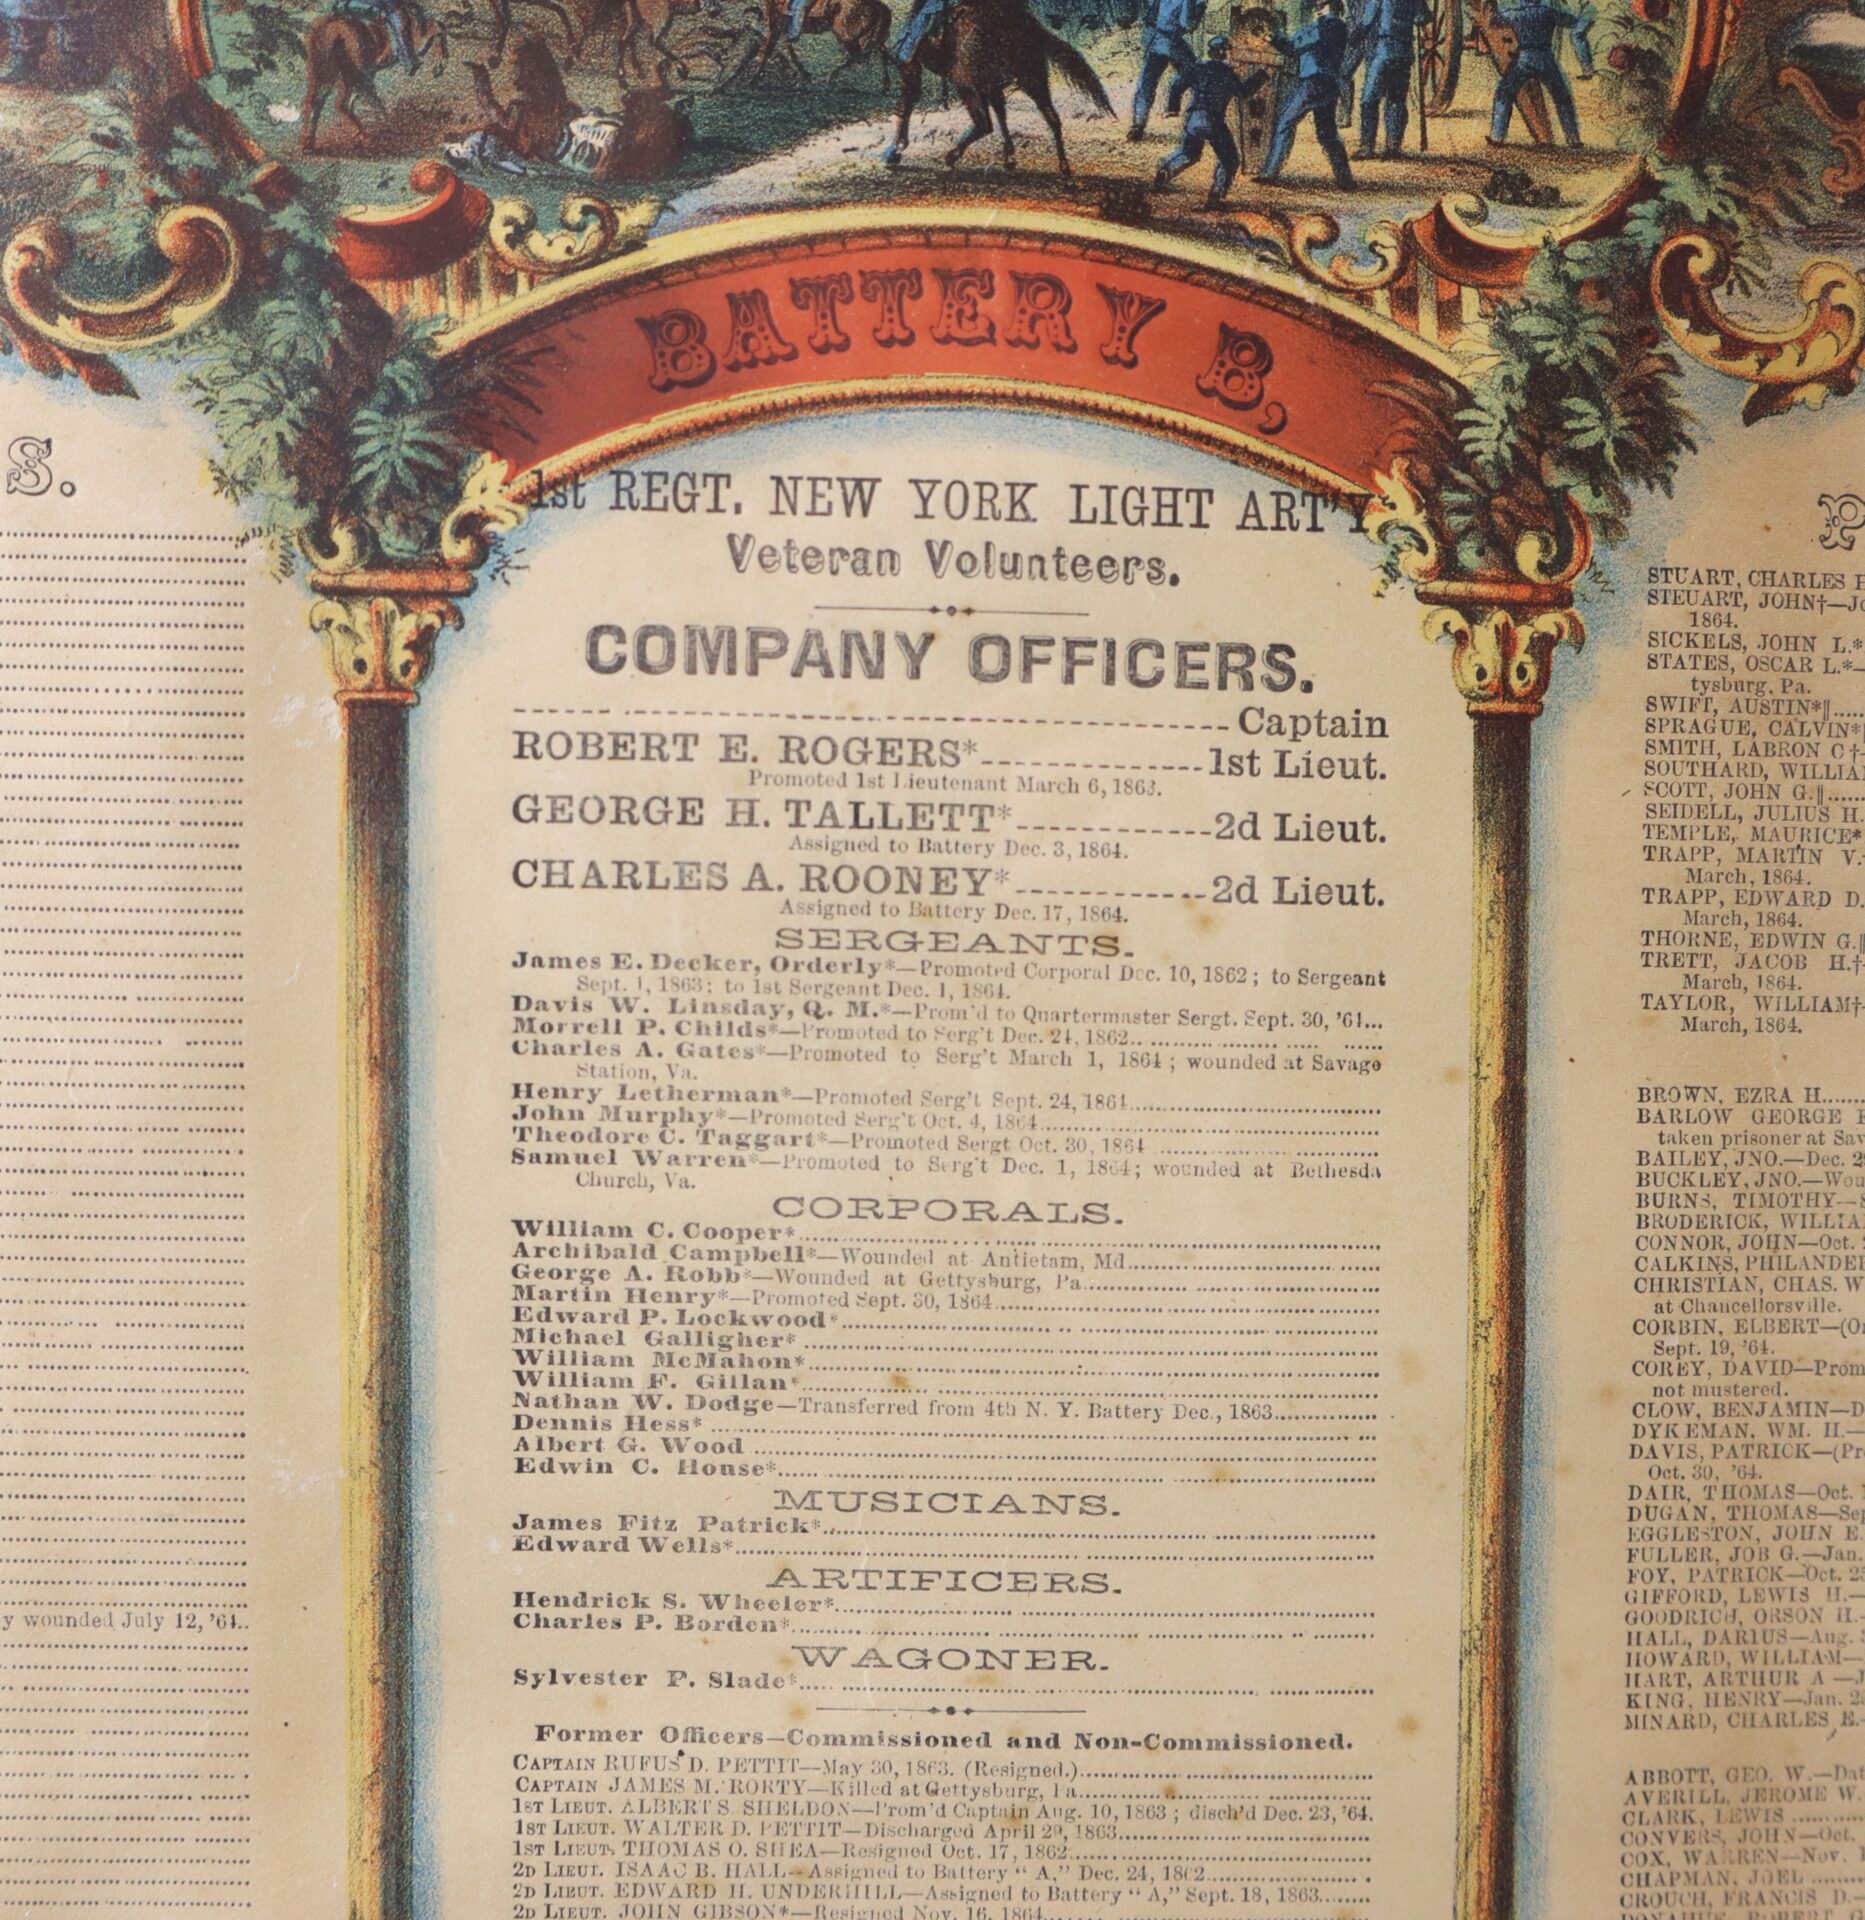 BATTERY B,
1st REGT. NEW YORK LIGHT ART'Y
Veteran Volunteers.
COMPANY OFFICERS.
Captain
ROBERT E. ROGERS* 1st Lieut.
Promoted 1st Lieutenant March 6, 1863.
GEORGE H. TALLETT* 2d Lieut.
Assigned to Battery Dec. 3, 1864.
CHARLES A. ROONEY* 2d Lieut.
Assigned to Battery Dec. 17, 1864.
SERGEANTS.
James E. Decker, Orderly*—Promoted Corporal Dec. 10, 1862; to Sergeant
Sept. 1, 1863; to 1st Sergeant Dec. 1, 1864.
Davis W. Linsday, Q. M.*—Prom'd to Quartermaster Sergt. Sept. 30, '61...
Morrell P. Childs*—Promoted to Serg't Dec. 24, 1862..
Charles A. Gates*—Promoted to Serg't March 1, 1864; wounded at Savage
Station, Va.
Henry Letherman*—Promoted Serg't Sept. 24, 1864
John Murphy*—Promoted Serg't Oct. 4, 1864
Theodore C. Taggart*—Promoted Sergt Oct. 30, 1864
Samuel Warren*—Promoted to Serg't Dec. 1, 1864; wounded at Bethesda
Church, Va.
CORPORALS.
William C. Cooper*
Archibald Campbell*—Wounded at Antietam, Md.
George A. Robb*—Wounded at Gettysburg, Pa.
Martin Henry*—Promoted Sept. 30, 1864
Edward P. Lockwood*
Michael Galligher*
William McMahon*
William F. Gillan*
Nathan W. Dodge—Transferred from 4th N. Y. Battery Dec., 1863
Dennis Hess*
Albert G. Wood
Edwin C. House*
MUSICIANS.
James Fitz Patrick*
Edward Wells*
ARTIFICERS.
Hendrick S. Wheeler*
Charles P. Borden*
WAGONER.
Sylvester P. Slade*
Former Officers—Commissioned and Non-Commissioned.
CAPTAIN RUFUS D. PETTIT—May 30, 1863. (Resigned.)
CAPTAIN JAMES M. RORTY—Killed at Gettysburg, Pa.
1ST LIEUT. ALBERT S. SHELDON—Prom'd Captain Aug. 10, 1863; disch'd Dec. 23, '64.
1ST LIEUT. WALTER D. PETTIT—Discharged April 29, 1863
1ST LIEUT. THOMAS O. SHEA—Resigned Oct. 17, 1862
2D LIEUT. ISAAC B. HALL—Assigned to Battery "A," Dec. 24, 1862
2D LIEUT. EDWARD H. UNDERHILL—Assigned to Battery "A," Sept. 18, 1863
2D LIEUT. JOHN GIBSON*—Resigned Nov. 16, 1864
S.
y wounded July 12, '64..
P
STUART, CHARLES
STEUART, JOHN†—
1864.
SICKELS, JOHN L.*
STATES, OSCAR L.*—
tysburg, Pa.
SWIFT, AUSTIN*‖
SPRAGUE, CALVIN*
SMITH, LABRON C†
SOUTHARD, WILLIA
SCOTT, JOHN G.‖
SEIDELL, JULIUS H.
TEMPLE, MAURICE*
TRAPP, MARTIN V.
March, 1864.
TRAPP, EDWARD D.
March, 1864.
THORNE, EDWIN G.
TRETT, JACOB H.†
March, 1864.
TAYLOR, WILLIAM†
March, 1864.
BROWN, EZRA H.
BARLOW GEORGE
taken prisoner at Sav
BAILEY, JNO.—Dec. 2
BUCKLEY, JNO.—Wou
BURNS, TIMOTHY—
BRODERICK, WILLIA
CONNOR, JOHN—Oct.
CALKINS, PHILANDE
CHRISTIAN, CHAS. W
at Chancellorsville.
CORBIN, ELBERT—(O
Sept. 19, '64.
COREY, DAVID—Prom
not mustered.
CLOW, BENJAMIN—D
DYKEMAN, WM. H.—
DAVIS, PATRICK—(Pr
Oct. 30, '64.
DAIR, THOMAS—Oct.
DUGAN, THOMAS—Se
EGGLESTON, JOHN E.
FULLER, JOB G.—Jan.
FOY, PATRICK—Oct. 2
GIFFORD, LEWIS H.—
GOODRICH, ORSON H.
HALL, DARIUS—Aug.
HOWARD, WILLIAM—
HART, ARTHUR A—J
KING, HENRY—Jan. 2
MINARD, CHARLES E.
ABBOTT, GEO. W.—Dat
AVERILL, JEROME W.
CLARK, LEWIS
CONVERS, JOHN—Oct.
COX, WARREN—Nov.
CHAPMAN, JOEL
CROUCH, FRANCIS D.—